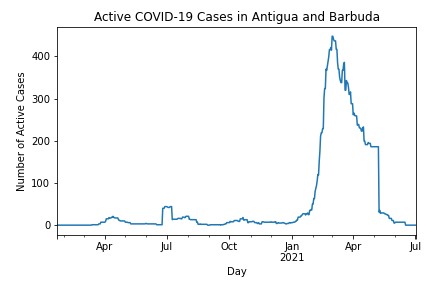 Active COVID-19 Cases in Antigua and Barbuda
400
300
200
100
0
Number of Active Cases
Apr
Jul
Oct
Jan
2021
Apr
Jul
Day